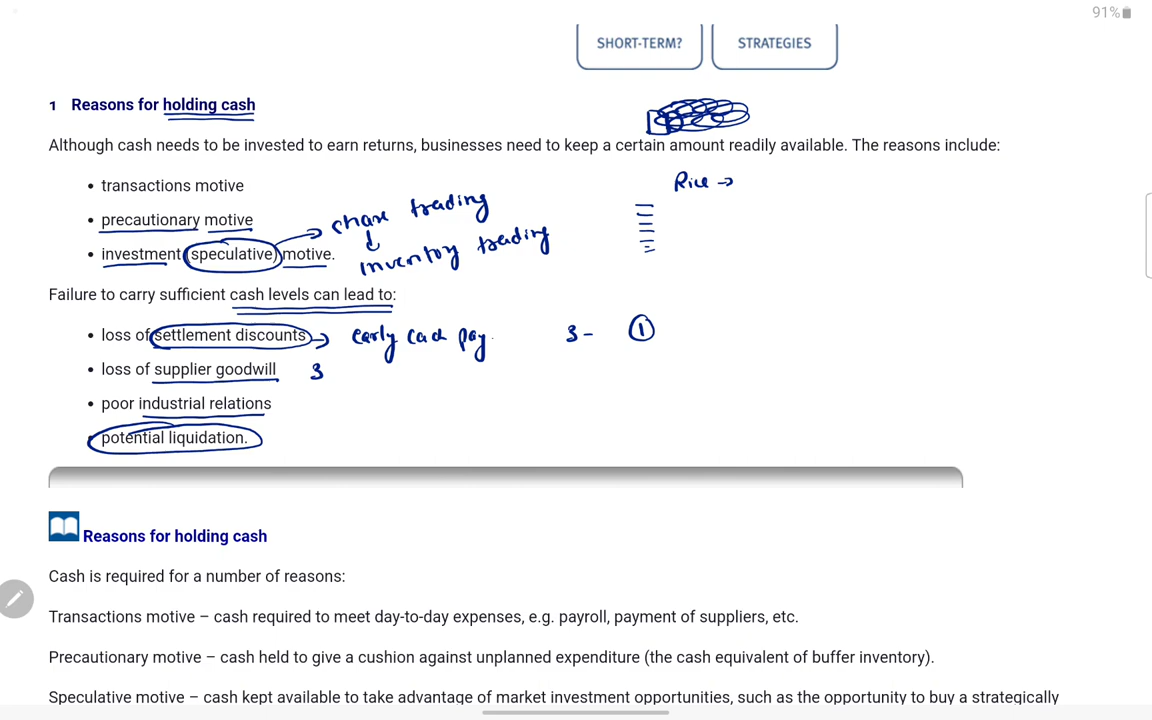 91%
SHORT-TERM? STRATEGIES
1 Reasons for holding cash
Although cash needs to be invested to earn returns, businesses need to keep a certain amount readily available. The reasons include:
Rice →
• transactions motive
• precautionary motive
share trading
• investment (speculative) motive.
inventory trading
Failure to carry sufficient cash levels can lead to:
• loss of settlement discounts → early cash pay. 3 - 1
• loss of supplier goodwill 3
• poor industrial relations
• potential liquidation.
Reasons for holding cash
Cash is required for a number of reasons:
Transactions motive – cash required to meet day-to-day expenses, e.g. payroll, payment of suppliers, etc.
Precautionary motive – cash held to give a cushion against unplanned expenditure (the cash equivalent of buffer inventory).
Speculative motive – cash kept available to take advantage of market investment opportunities, such as the opportunity to buy a strategically